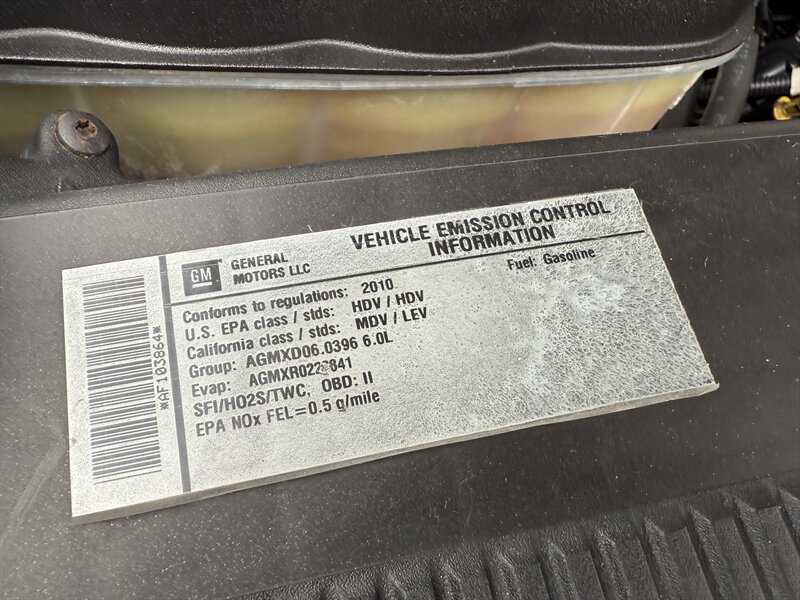 *AF103864*
GM
GENERAL
MOTORS LLC
VEHICLE EMISSION CONTROL
INFORMATION
Fuel: Gasoline
Conforms to regulations: 2010
U.S. EPA class / stds: HDV / HDV
California class / stds: MDV / LEV
Group: AGMXD06.0396 6.0L
Evap:
SFI/HO2S/TWC, OBD: II
EPA NOx FEL=0.5 g/mile